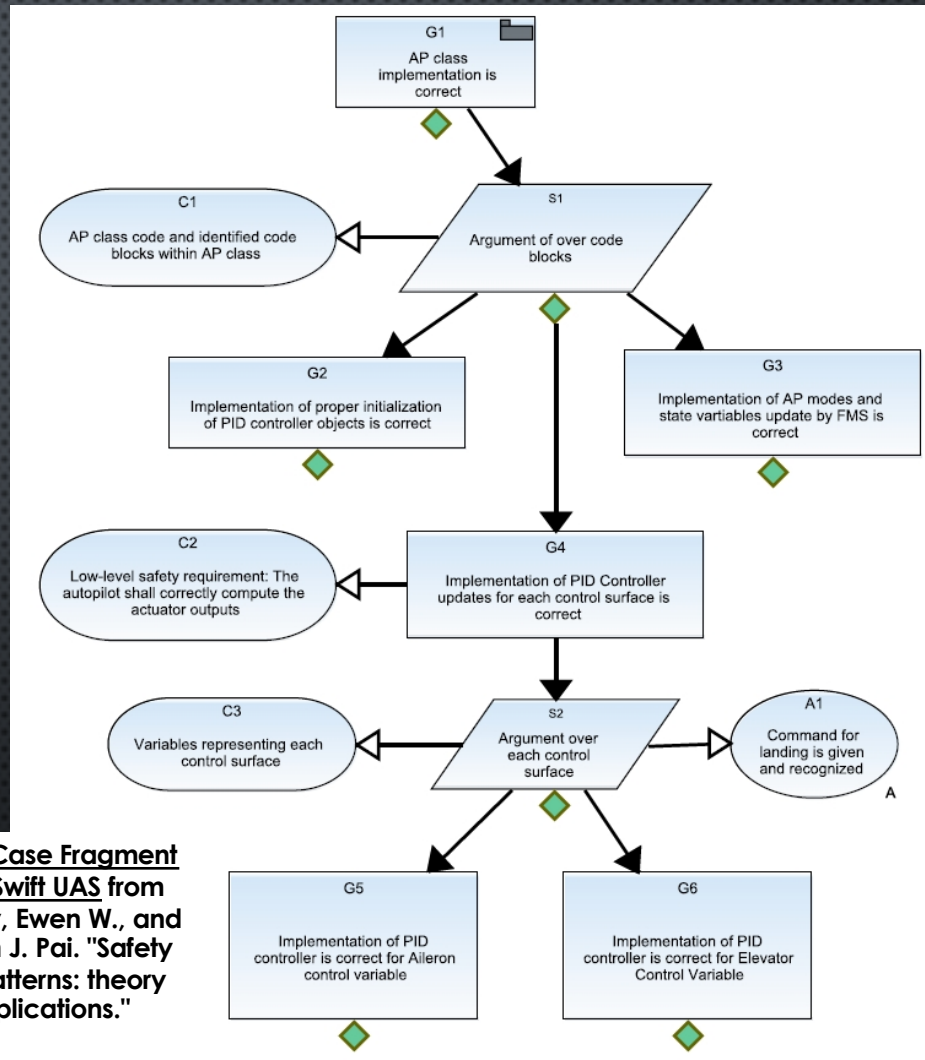 G1
AP class
implementation is
correct
S1
Argument of over code
blocks
C1
AP class code and identified code
blocks within AP class
G2
Implementation of proper initialization
of PID controller objects is correct
G3
Implementation of AP modes and
state vartiables update by FMS is
correct
C2
Low-level safety requirement: The
autopilot shall correctly compute the
actuator outputs
G4
Implementation of PID Controller
updates for each control surface is
correct
C3
Variables representing each
control surface
S2
Argument over
each control
surface
A1
Command for
landing is given
and recognized
A
G5
Implementation of PID
controller is correct for Aileron
control variable
G6
Implementation of PID
controller is correct for Elevator
Control Variable
Case Fragment
Swift UAS from
, Ewen W., and
J. Pai. "Safety
theory